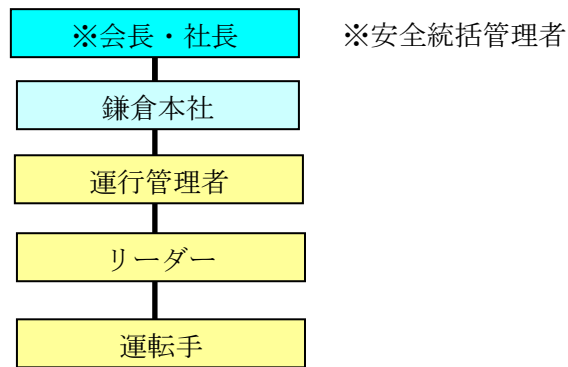 ※会長・社長
※安全統括管理者
鎌倉本社
運行管理者
リーダー
運転手